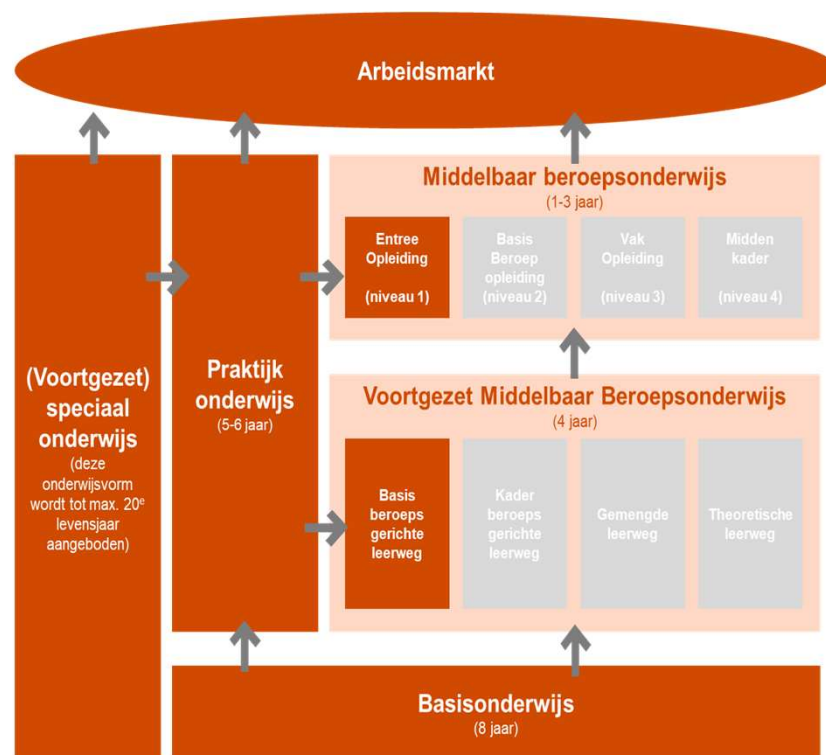 Arbeidsmarkt
Middelbaar beroepsonderwijs
(1-3 jaar)
Entree
Opleiding
(niveau 1)
Basis
Beroep
opleiding
(niveau 2)
Vak
Opleiding
(niveau 3)
Midden
kader
(niveau 4)
(Voortgezet)
speciaal
onderwijs
(deze
onderwijsvorm
wordt tot max. 20e
levensjaar
aangeboden)
Praktijk
onderwijs
(5-6 jaar)
Voortgezet Middelbaar Beroepsonderwijs
(4 jaar)
Basis
beroeps
gerichte
leerweg
Kader
beroeps
gerichte
leerweg
Gemengde
leerweg
Theoretische
leerweg
Basisonderwijs
(8 jaar)